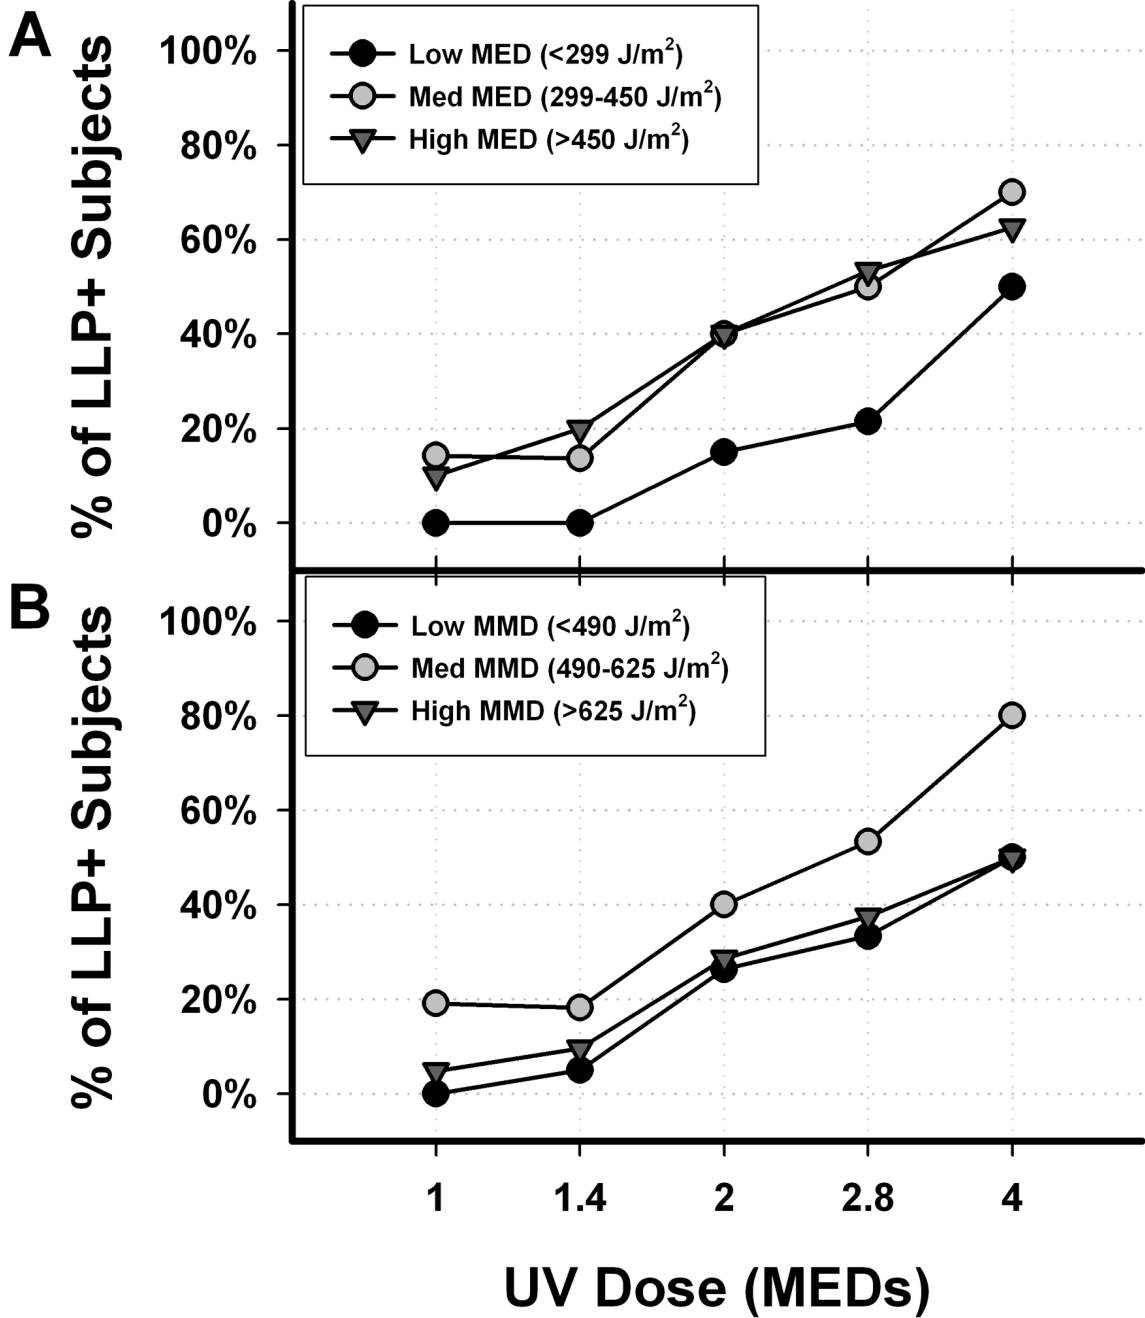 A
% of LLP+ Subjects
100%
80%
60%
40%
20%
0%
Low MED (<299 J/m²)
Med MED (299-450 J/m²)
High MED (>450 J/m²)
B
% of LLP+ Subjects
100%
80%
60%
40%
20%
0%
Low MMD (<490 J/m²)
Med MMD (490-625 J/m²)
High MMD (>625 J/m²)
1 1.4 2 2.8 4
UV Dose (MEDs)